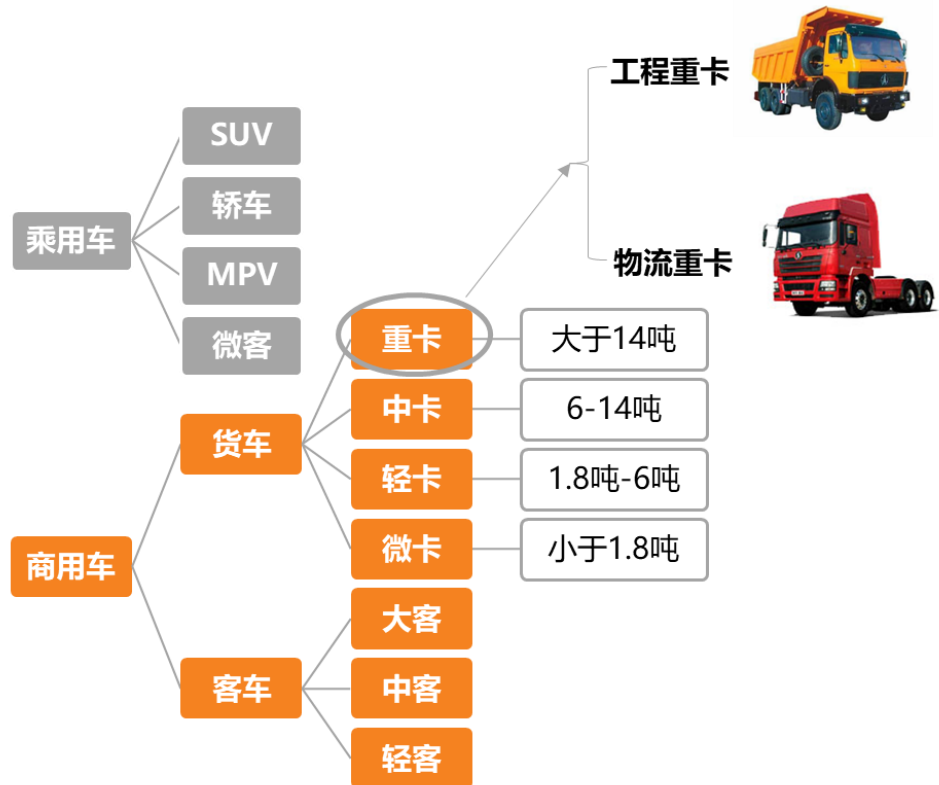 工程重卡
物流重卡
乘用车
SUV
轿车
MPV
微客
商用车
货车
重卡
大于14吨
中卡
6-14吨
轻卡
1.8吨-6吨
微卡
小于1.8吨
客车
大客
中客
轻客